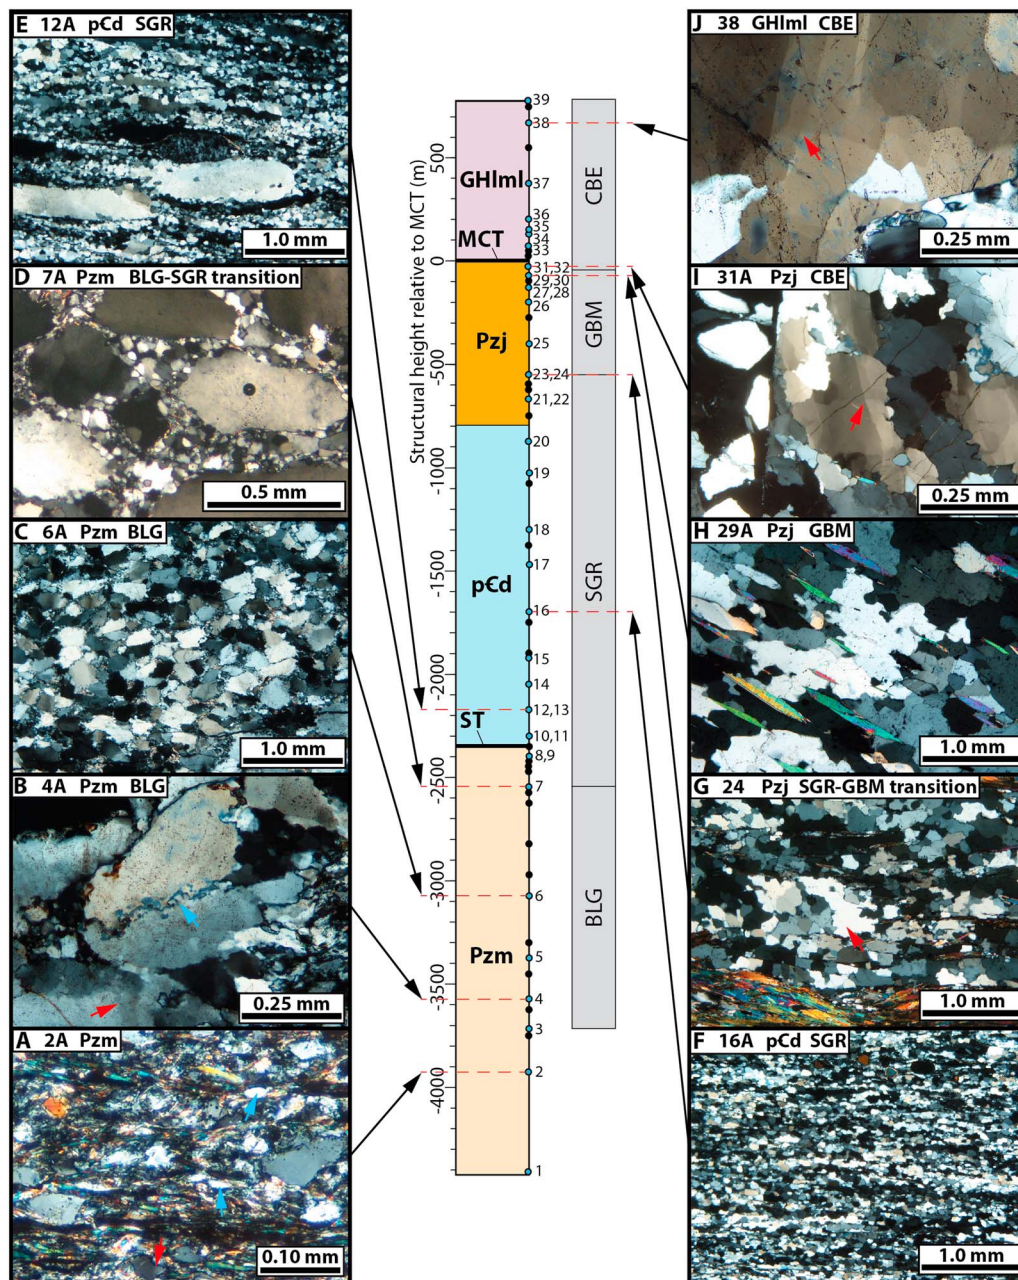 E 12A p€d SGR
1.0 mm
D 7A Pzm BLG-SGR transition
0.5 mm
C 6A Pzm BLG
1.0 mm
B 4A Pzm BLG
0.25 mm
A 2A Pzm
0.10 mm
Structural height relative to MCT (m)
500
0
-500
-1000
-1500
-2000
-2500
-3000
-3500
-4000
GHlml
MCT
Pzj
p€d
ST
Pzm
39
38
37
36
35
34
33
31,32
29,30
27,28
26
25
23,24
21,22
20
19
18
17
16
15
14
12,13
10,11
8,9
7
6
5
4
3
2
1
CBE
GBM
SGR
BLG
J 38 GHlml CBE
0.25 mm
I 31A Pzj CBE
0.25 mm
H 29A Pzj GBM
1.0 mm
G 24 Pzj SGR-GBM transition
1.0 mm
F 16A p€d SGR
1.0 mm